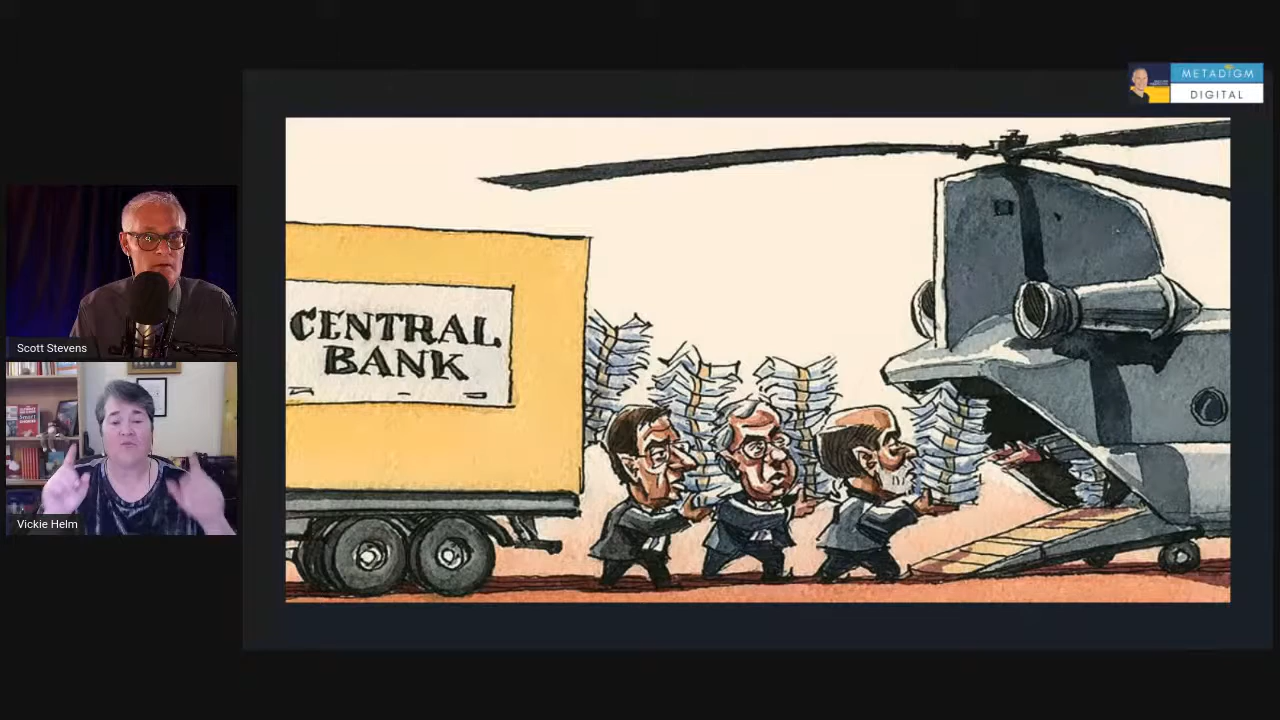 METADIGM
DIGITAL
CENTRAL
BANK
Scott Stevens
Vickie Helm